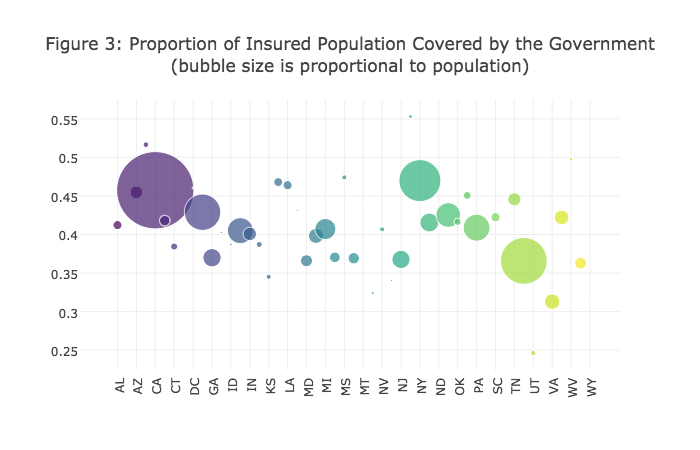 Figure 3: Proportion of Insured Population Covered by the Government
(bubble size is proportional to population)
0.55
0.5
0.45
0.4
0.35
0.3
0.25
AL
AZ
CA
CT
DC
GA
ID
IN
KS
LA
MD
MI
MS
MT
NV
NJ
NY
ND
OK
PA
SC
TN
UT
VA
WV
WY